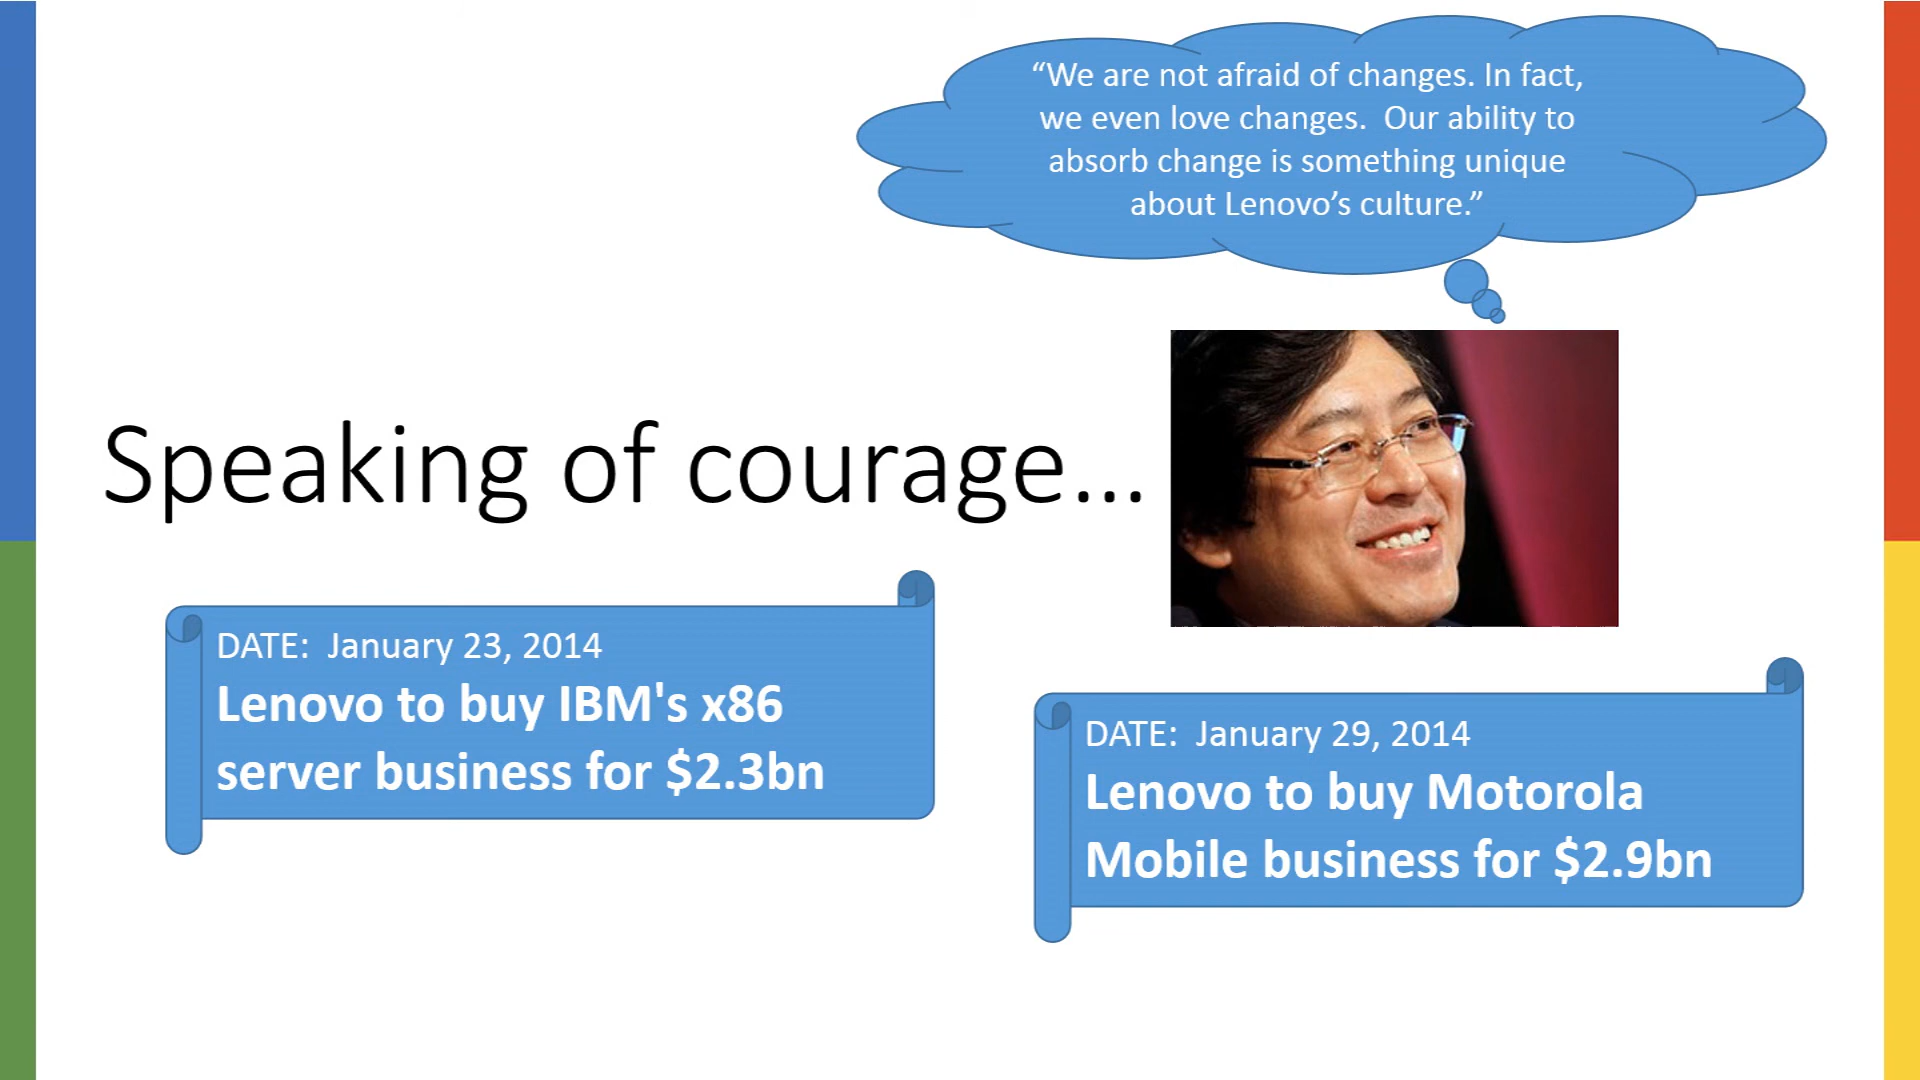 “We are not afraid of changes. In fact,
we even love changes.  Our ability to
absorb change is something unique
about Lenovo’s culture.”
Speaking of courage…
DATE:  January 23, 2014
Lenovo to buy IBM's x86
server business for $2.3bn
DATE:  January 29, 2014
Lenovo to buy Motorola
Mobile business for $2.9bn